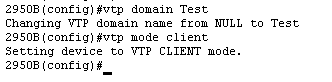 2950B(config)#vtp domain Test
Changing VTP domain name from NULL to Test
2950B(config)#vtp mode client
Setting device to VTP CLIENT mode.
2950B(config)#